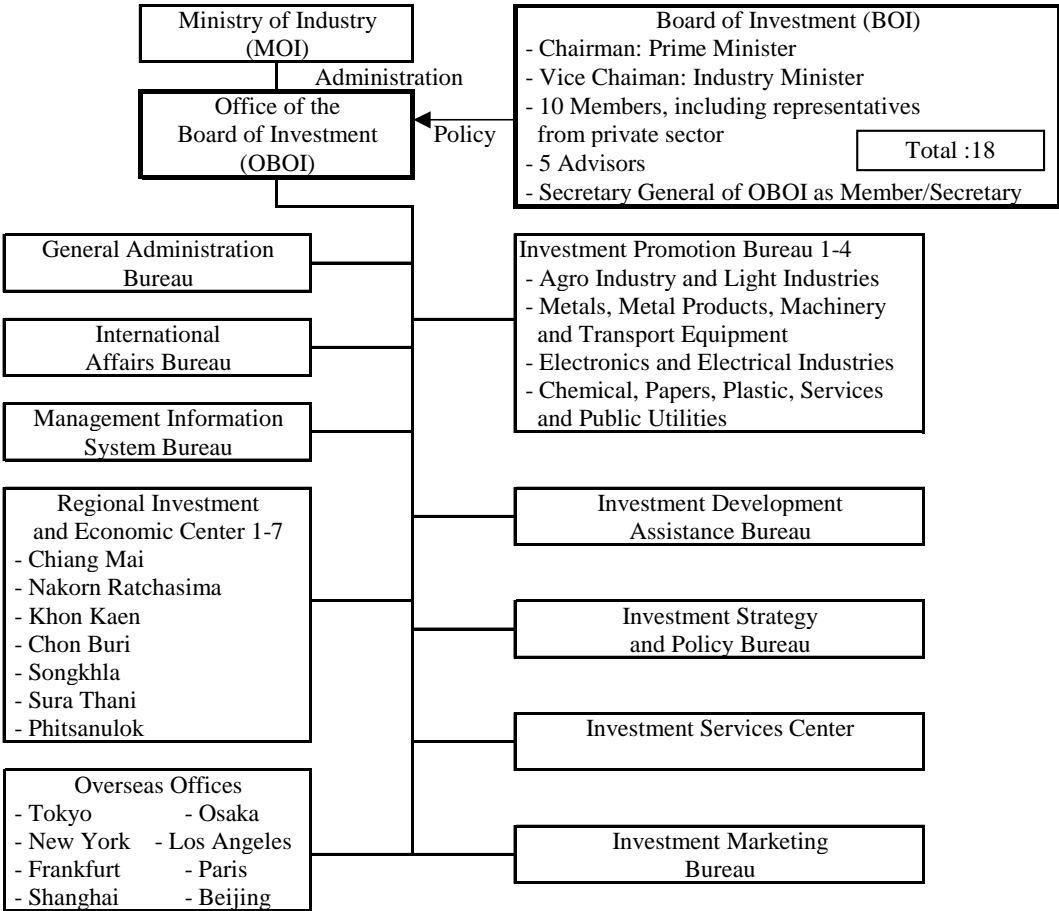 Ministry of Industry
(MOI)
Administration
Office of the
Board of Investment
(OBOI)
Policy
Board of Investment (BOI)
- Chairman: Prime Minister
- Vice Chaiman: Industry Minister
- 10 Members, including representatives
from private sector
- 5 Advisors
- Secretary General of OBOI as Member/Secretary
Total :18
General Administration
Bureau
International
Affairs Bureau
Management Information
System Bureau
Regional Investment
and Economic Center 1-7
- Chiang Mai
- Nakorn Ratchasima
- Khon Kaen
- Chon Buri
- Songkhla
- Sura Thani
- Phitsanulok
Overseas Offices
- Tokyo - Osaka
- New York - Los Angeles
- Frankfurt - Paris
- Shanghai - Beijing
Investment Promotion Bureau 1-4
- Agro Industry and Light Industries
- Metals, Metal Products, Machinery
and Transport Equipment
- Electronics and Electrical Industries
- Chemical, Papers, Plastic, Services
and Public Utilities
Investment Development
Assistance Bureau
Investment Strategy
and Policy Bureau
Investment Services Center
Investment Marketing
Bureau